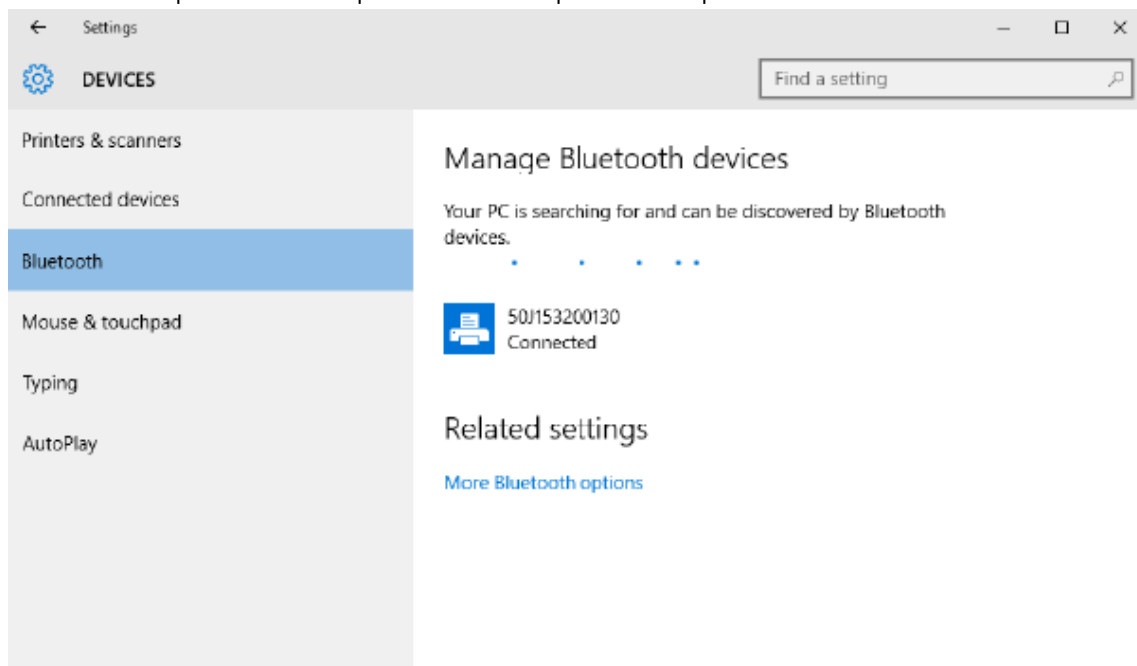 Settings
DEVICES
Find a setting
Printers & scanners
Connected devices
Bluetooth
Mouse & touchpad
Typing
AutoPlay
Manage Bluetooth devices
Your PC is searching for and can be discovered by Bluetooth
devices.
50J153200130
Connected
Related settings
More Bluetooth options